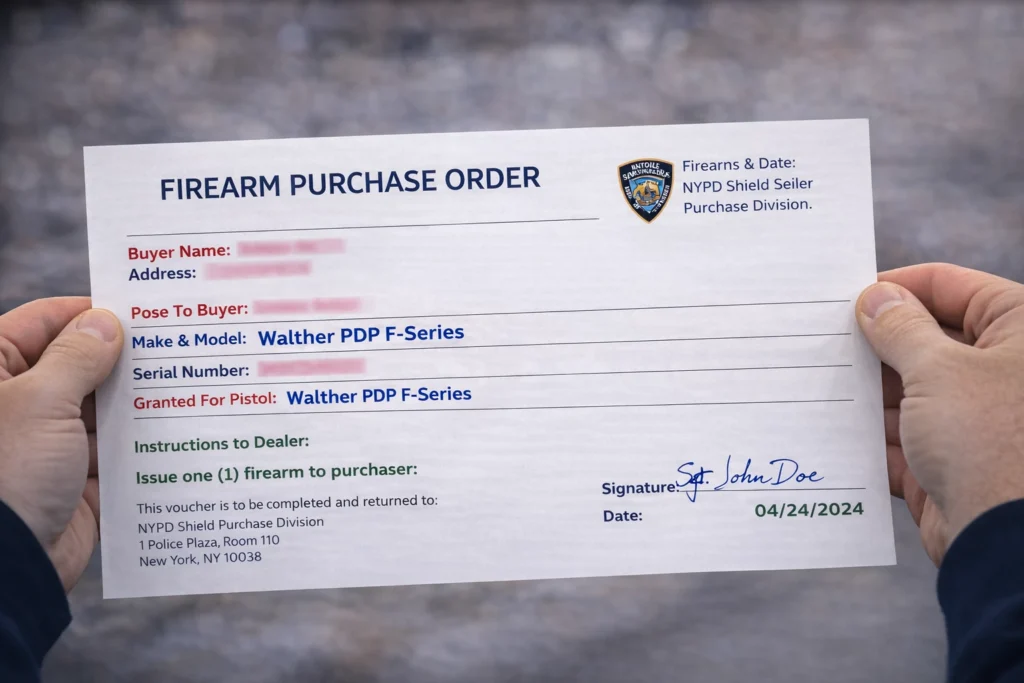 FIREARM PURCHASE ORDER
Firearms & Date:
NYPD Shield Seiler
Purchase Division.
Buyer Name:
Address:
Pose To Buyer:
Make & Model: Walther PDP F-Series
Serial Number:
Granted For Pistol: Walther PDP F-Series
Instructions to Dealer:
Issue one (1) firearm to purchaser:
This voucher is to be completed and returned to:
NYPD Shield Purchase Division
1 Police Plaza, Room 110
New York, NY 10038
Signature: Sgt. John Doe
Date: 04/24/2024